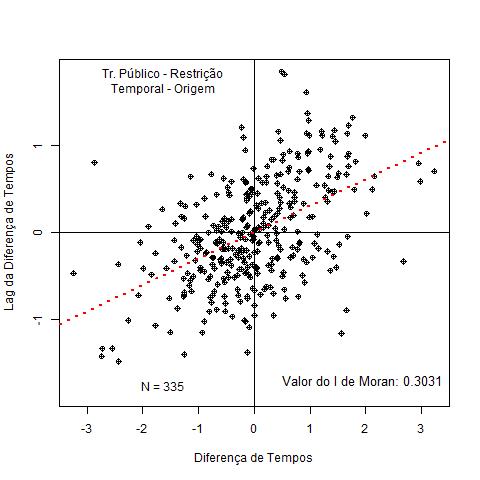 Tr. Público - Restrição
Temporal - Origem
Lag da Diferença de Tempos
1
0
-1
N = 335
Valor do I de Moran: 0.3031
-3 -2 -1 0 1 2 3
Diferença de Tempos